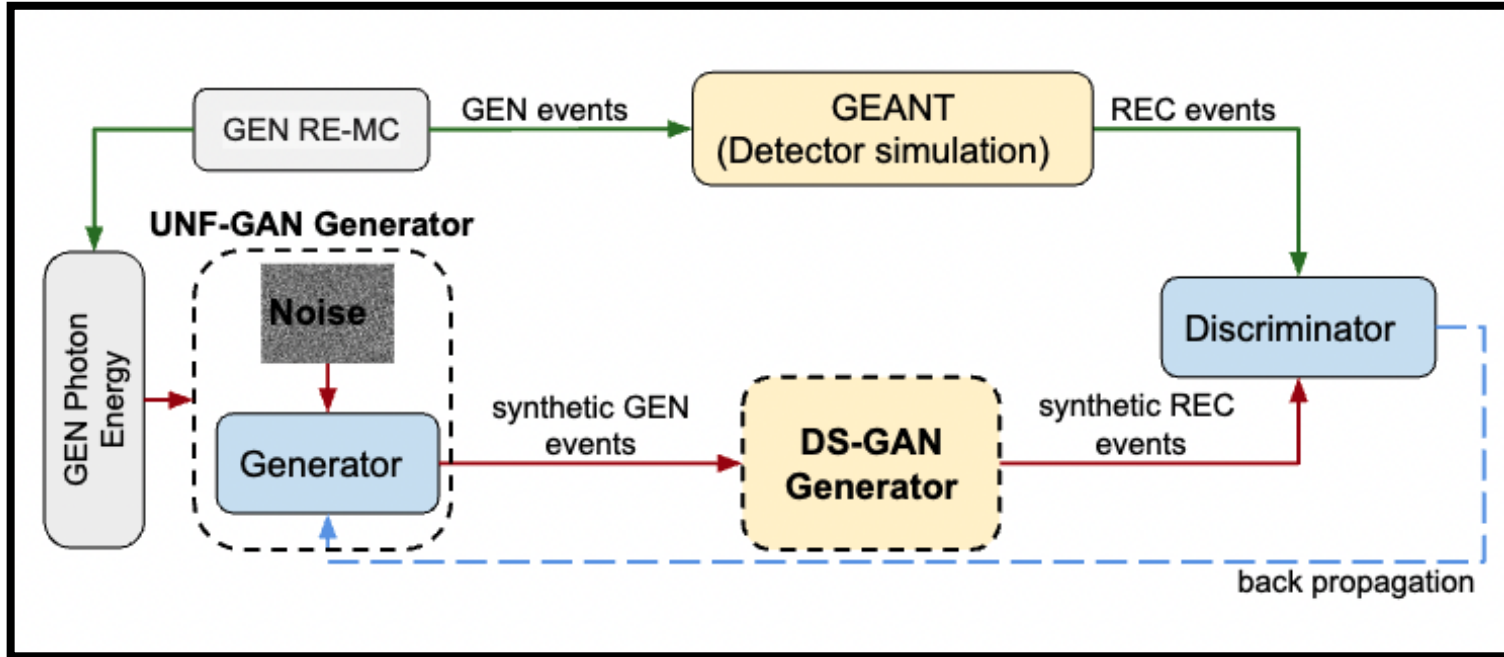 GEN RE-MC
GEN events
GEANT
(Detector simulation)
REC events
UNF-GAN Generator
GEN Photon
Energy
Noise
Generator
synthetic GEN
events
DS-GAN
Generator
synthetic REC
events
Discriminator
back propagation